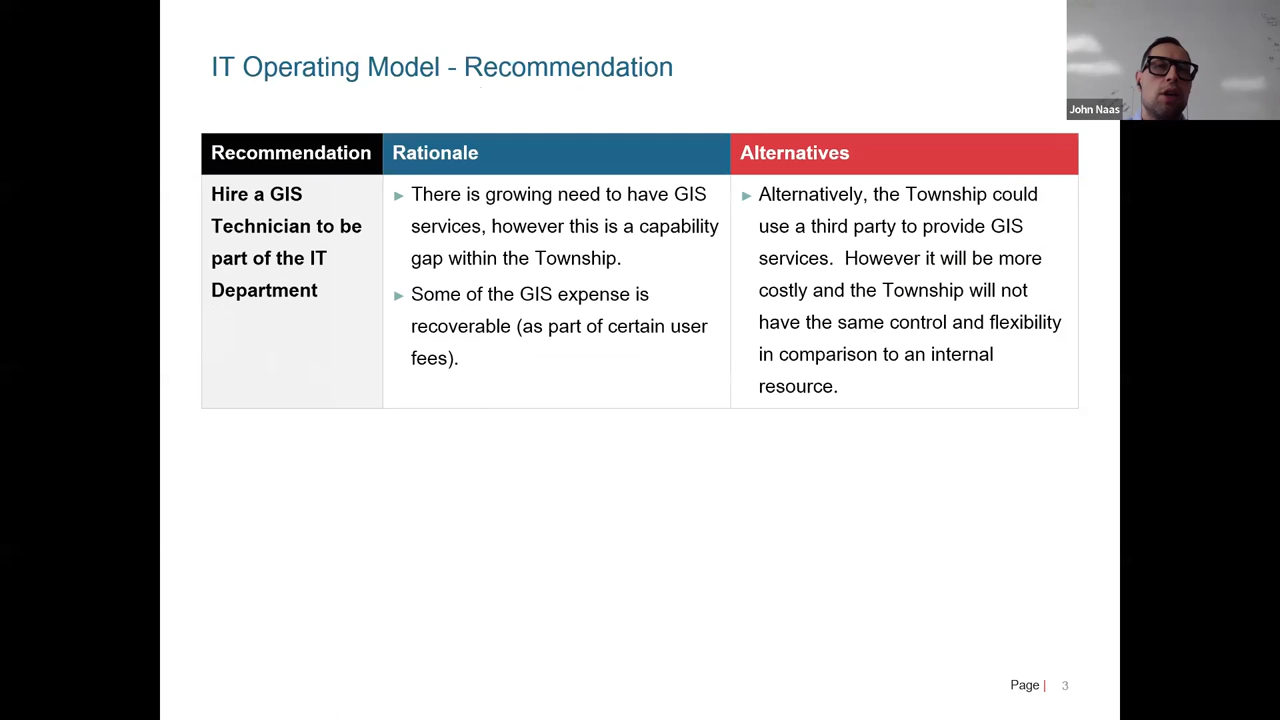 IT Operating Model - Recommendation
John Naas
Recommendation
Rationale
Alternatives
Hire a GIS
Technician to be
part of the IT
Department
There is growing need to have GIS
services, however this is a capability
gap within the Township.
Some of the GIS expense is
recoverable (as part of certain user
fees).
Alternatively, the Township could
use a third party to provide GIS
services.  However it will be more
costly and the Township will not
have the same control and flexibility
in comparison to an internal
resource.
Page | 3